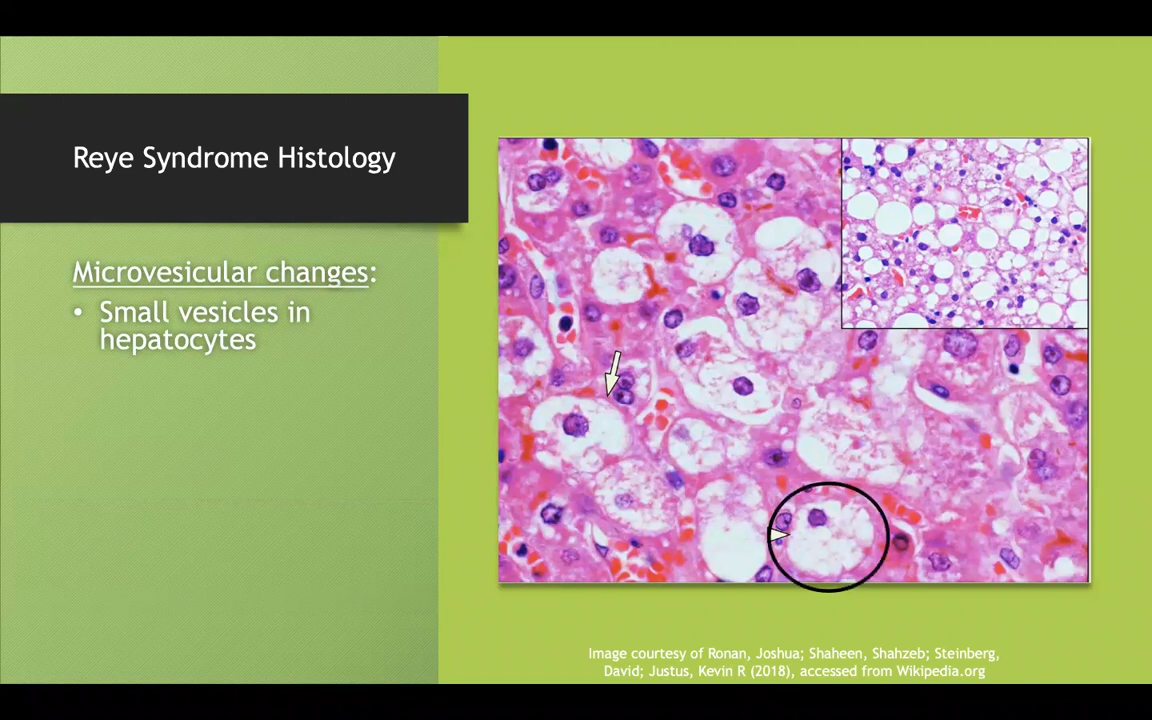 Reye Syndrome Histology
Microvesicular changes:
• Small vesicles in
hepatocytes
Image courtesy of Ronan, Joshua; Shaheen, Shahzeb; Steinberg,
David; Justus, Kevin R (2018), accessed from Wikipedia.org